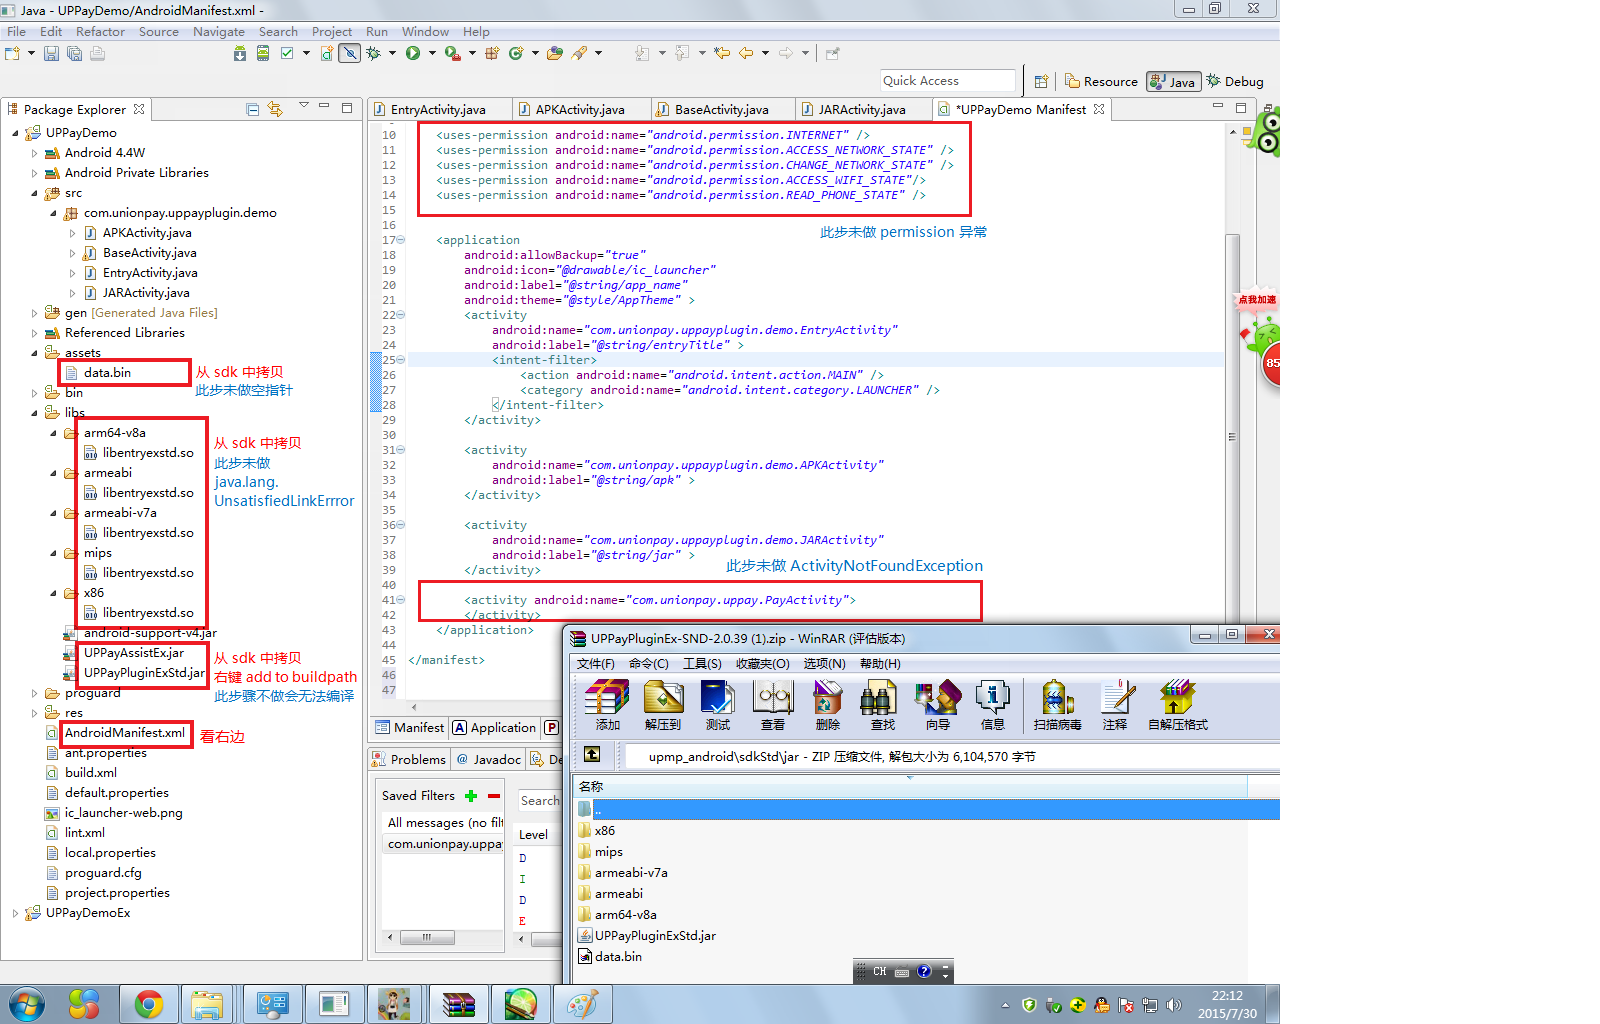 Java - UPPayDemo/AndroidManifest.xml -
File Edit Refactor Source Navigate Search Project Run Window Help
Quick Access
Resource Java Debug
Package Explorer
UPPayDemo
Android 4.4W
Android Private Libraries
src
com.unionpay.uppayplugin.demo
APKActivity.java
BaseActivity.java
EntryActivity.java
JARActivity.java
gen [Generated Java Files]
Referenced Libraries
assets
data.bin
从 sdk 中拷贝
此步未做空指针
bin
libs
arm64-v8a
libentryexstd.so
armeabi
libentryexstd.so
armeabi-v7a
libentryexstd.so
mips
libentryexstd.so
x86
libentryexstd.so
从 sdk 中拷贝
此步未做
java.lang.
UnsatisfiedLinkErrror
android-support-v4.jar
UPPayAssistEx.jar
UPPayPluginExStd.jar
从 sdk 中拷贝
右键 add to buildpath
此步骤不做会无法编译
proguard
res
AndroidManifest.xml
看右边
ant.properties
build.xml
default.properties
ic_launcher-web.png
lint.xml
local.properties
proguard.cfg
project.properties
UPPayDemoEx
EntryActivity.java APKActivity.java BaseActivity.java JARActivity.java *UPPayDemo Manifest
10 <uses-permission android:name="android.permission.INTERNET" />
11 <uses-permission android:name="android.permission.ACCESS_NETWORK_STATE" />
12 <uses-permission android:name="android.permission.CHANGE_NETWORK_STATE" />
13 <uses-permission android:name="android.permission.ACCESS_WIFI_STATE"/>
14 <uses-permission android:name="android.permission.READ_PHONE_STATE" />
15
16
此步未做 permission 异常
17 <application
18 android:allowBackup="true"
19 android:icon="@drawable/ic_launcher"
20 android:label="@string/app_name"
21 android:theme="@style/AppTheme" >
22 <activity
23 android:name="com.unionpay.uppayplugin.demo.EntryActivity"
24 android:label="@string/entryTitle" >
25 <intent-filter>
26 <action android:name="android.intent.action.MAIN" />
27 <category android:name="android.intent.category.LAUNCHER" />
28 </intent-filter>
29 </activity>
30
31 <activity
32 android:name="com.unionpay.uppayplugin.demo.APKActivity"
33 android:label="@string/apk" >
34 </activity>
35
36 <activity
37 android:name="com.unionpay.uppayplugin.demo.JARActivity"
38 android:label="@string/jar" >
39 </activity>
此步未做 ActivityNotFoundException
40
41 <activity android:name="com.unionpay.uppay.PayActivity">
42 </activity>
43 </application>
44
45 </manifest>
46
47
点我加速
85
Manifest Application P
Problems Javadoc De
Saved Filters
Search
All messages (no filt
com.unionpay.uppay
Level
D
I
D
E
UPPayPluginEx-SND-2.0.39 (1).zip - WinRAR (评估版本)
文件(F) 命令(C) 工具(S) 收藏夹(O) 选项(N) 帮助(H)
添加 解压到 测试 查看 删除 查找 向导 信息 扫描病毒 注释 自解压格式
upmp_android\sdkStd\jar - ZIP 压缩文件, 解包大小为 6,104,570 字节
名称
..
x86
mips
armeabi-v7a
armeabi
arm64-v8a
UPPayPluginExStd.jar
data.bin
CH
22:12
2015/7/30